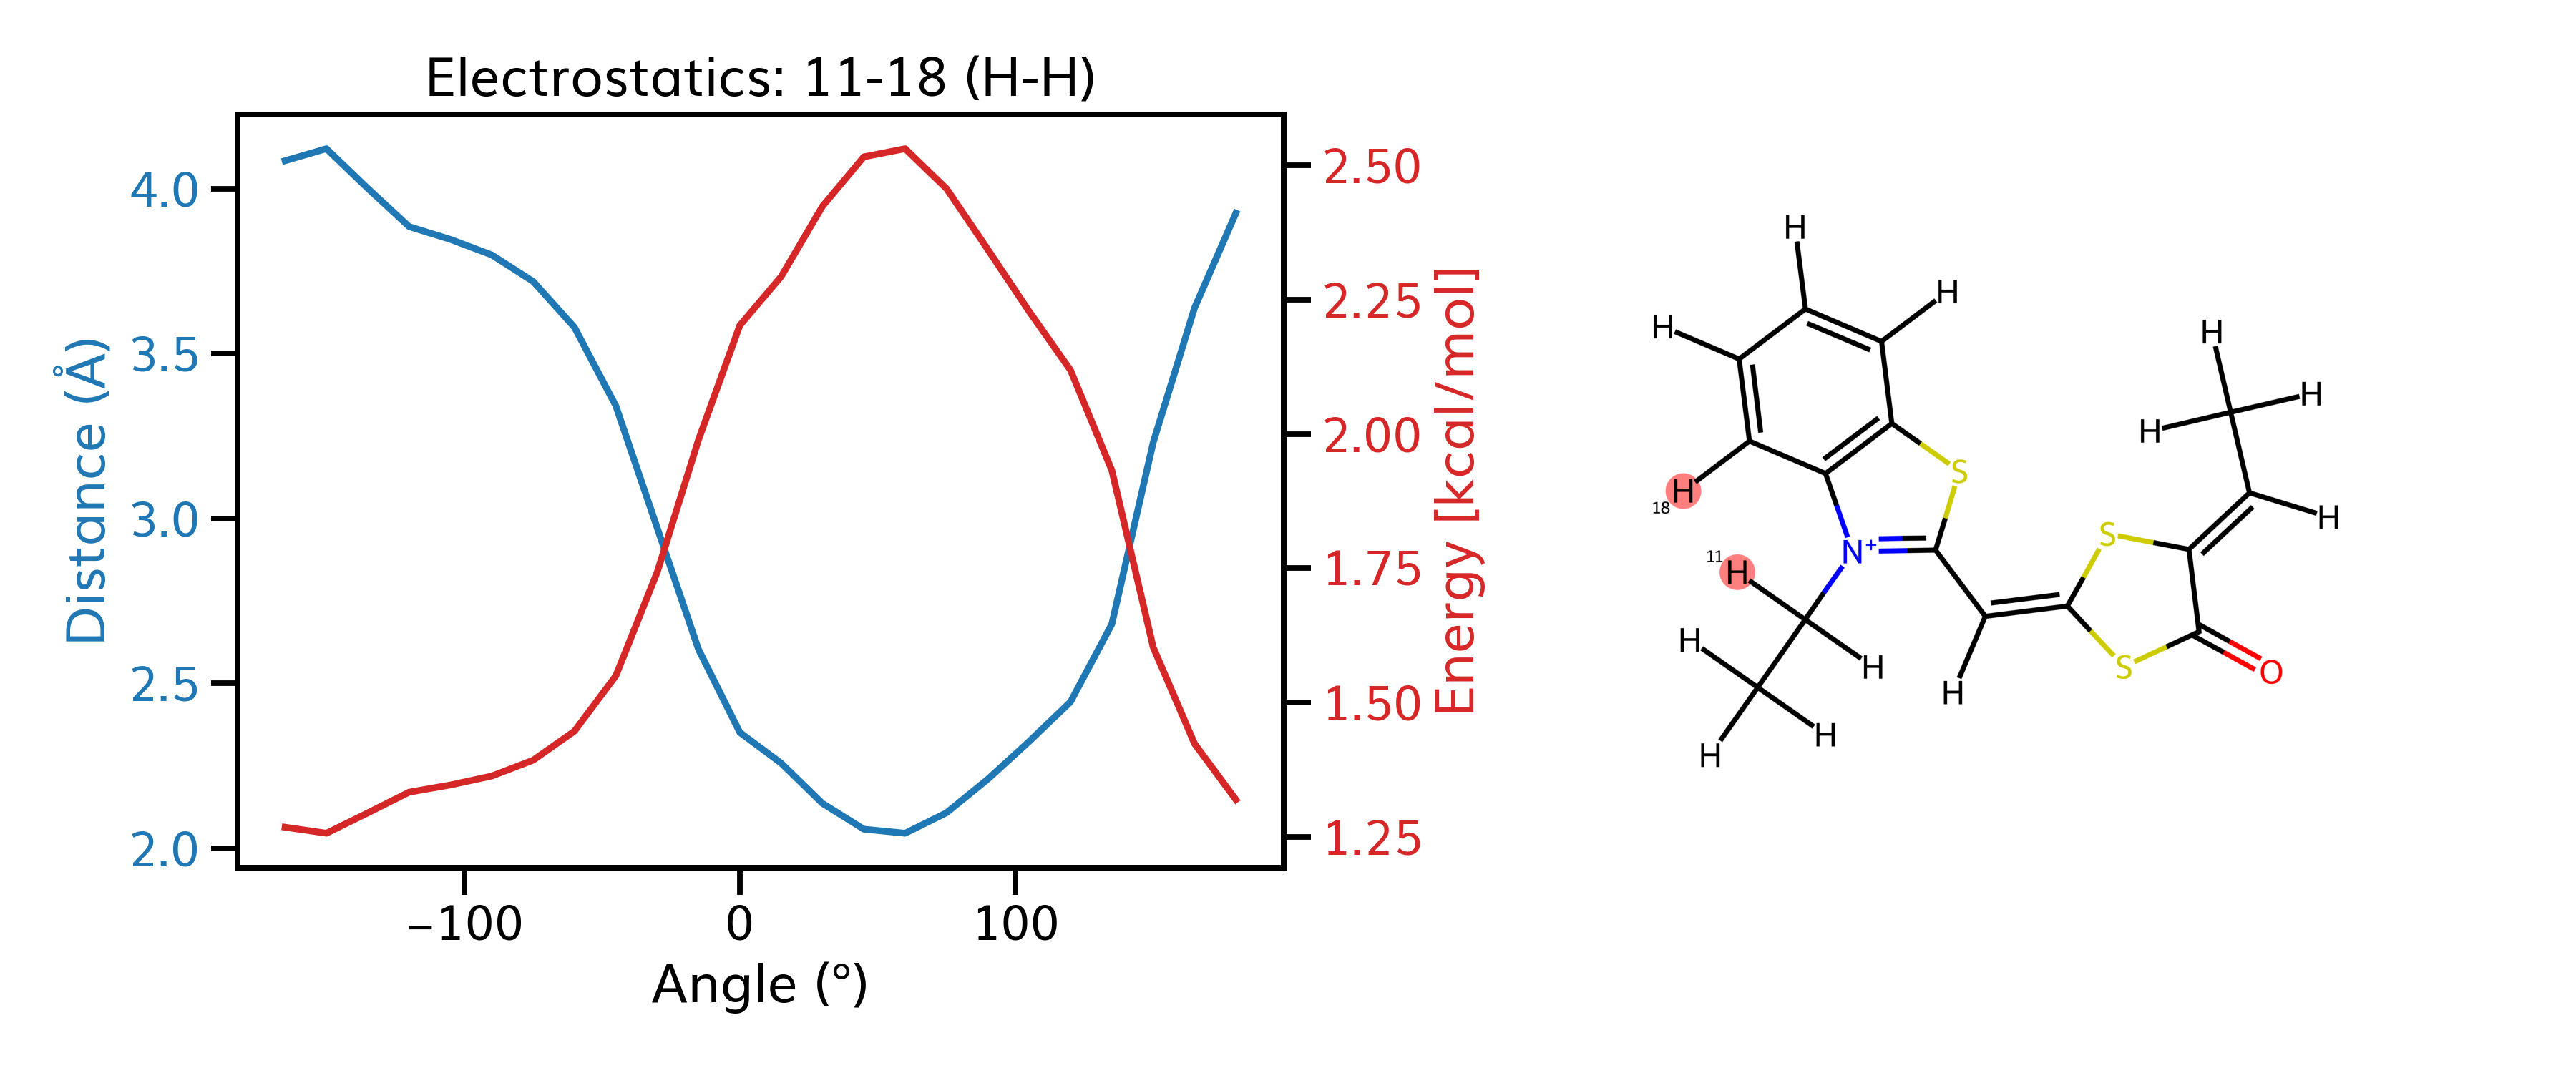 Electrostatics: 11-18 (H-H)
4.0
3.5
3.0
2.5
2.0
Distance (Å)
2.50
2.25
2.00
1.75
1.50
1.25
Energy [kcal/mol]
−100 0 100
Angle (°)
H
H
H
H
H
H
H
S
H
18
H
S
N+
11
H
H
H
S
O
H
H
H
H